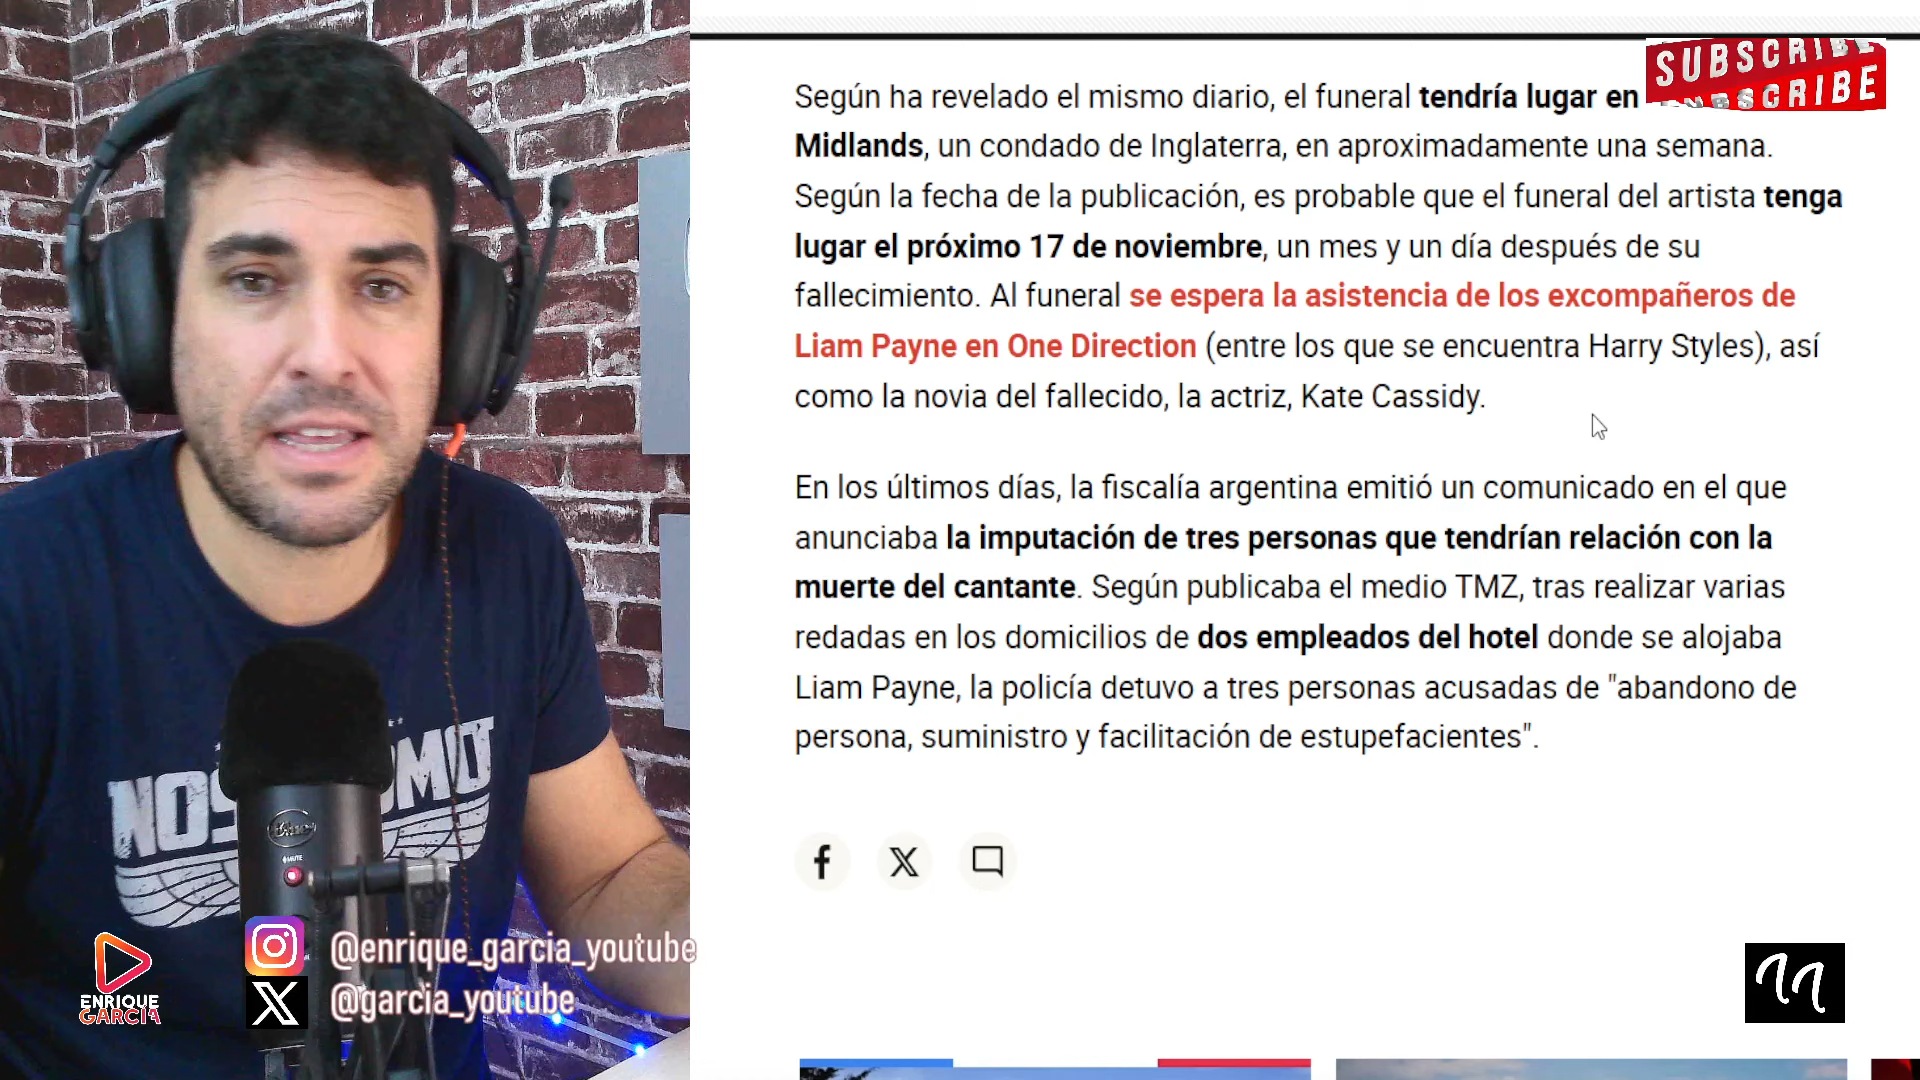 SUBSCRIBE
SUBSCRIBE
Según ha revelado el mismo diario, el funeral tendría lugar en
Midlands, un condado de Inglaterra, en aproximadamente una semana.
Según la fecha de la publicación, es probable que el funeral del artista tenga
lugar el próximo 17 de noviembre, un mes y un día después de su
fallecimiento. Al funeral se espera la asistencia de los excompañeros de
Liam Payne en One Direction (entre los que se encuentra Harry Styles), así
como la novia del fallecido, la actriz, Kate Cassidy.
En los últimos días, la fiscalía argentina emitió un comunicado en el que
anunciaba la imputación de tres personas que tendrían relación con la
muerte del cantante. Según publicaba el medio TMZ, tras realizar varias
redadas en los domicilios de dos empleados del hotel donde se alojaba
Liam Payne, la policía detuvo a tres personas acusadas de "abandono de
persona, suministro y facilitación de estupefacientes".
Blue
MUTE
ENRIQUE
GARCIA
@enrique_garcia_youtube
@garcia_youtube